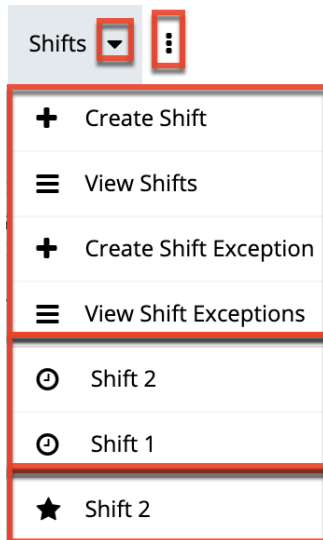 Shifts
Create Shift
View Shifts
Create Shift Exception
View Shift Exceptions
Shift 2
Shift 1
Shift 2